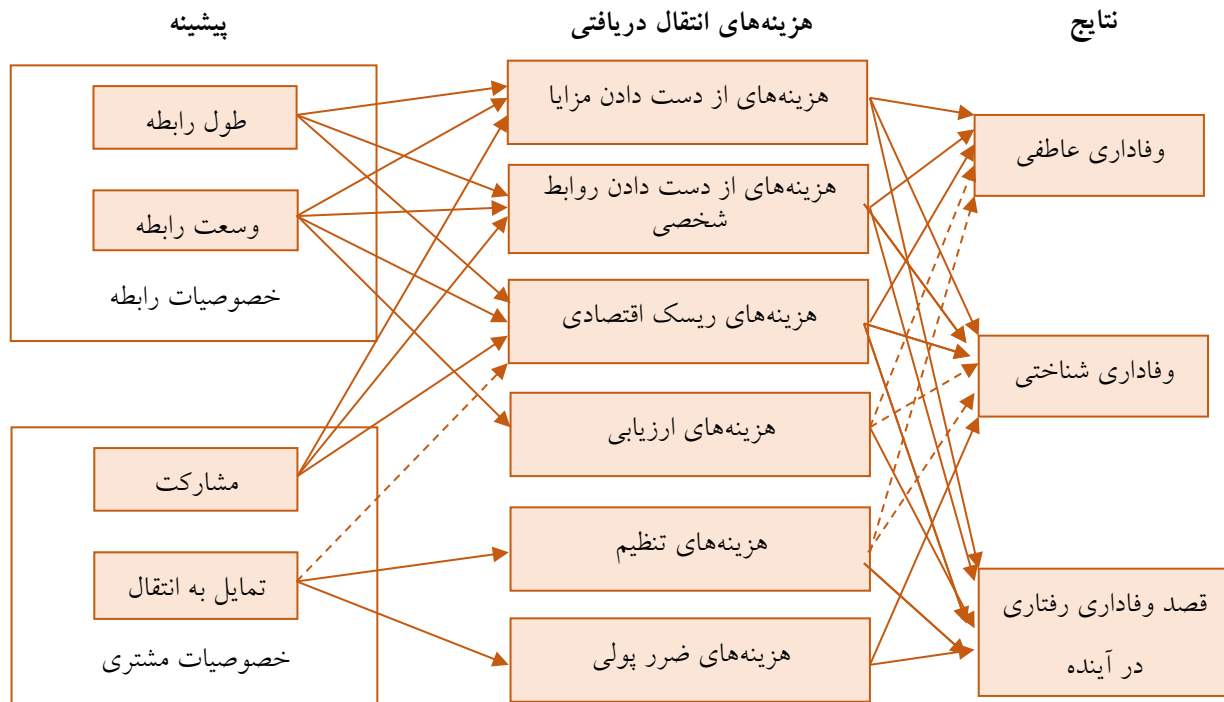 پیشینه
هزینه‌های انتقال دریافتی
نتایج
طول رابطه
وسعت رابطه
خصوصیات رابطه
مشارکت
تمایل به انتقال
خصوصیات مشتری
هزینه‌های از دست دادن مزایا
هزینه‌های از دست دادن روابط
شخصی
هزینه‌های ریسک اقتصادی
هزینه‌های ارزیابی
هزینه‌های تنظیم
هزینه‌های ضرر پولی
وفاداری عاطفی
وفاداری شناختی
قصد وفاداری رفتاری
در آینده